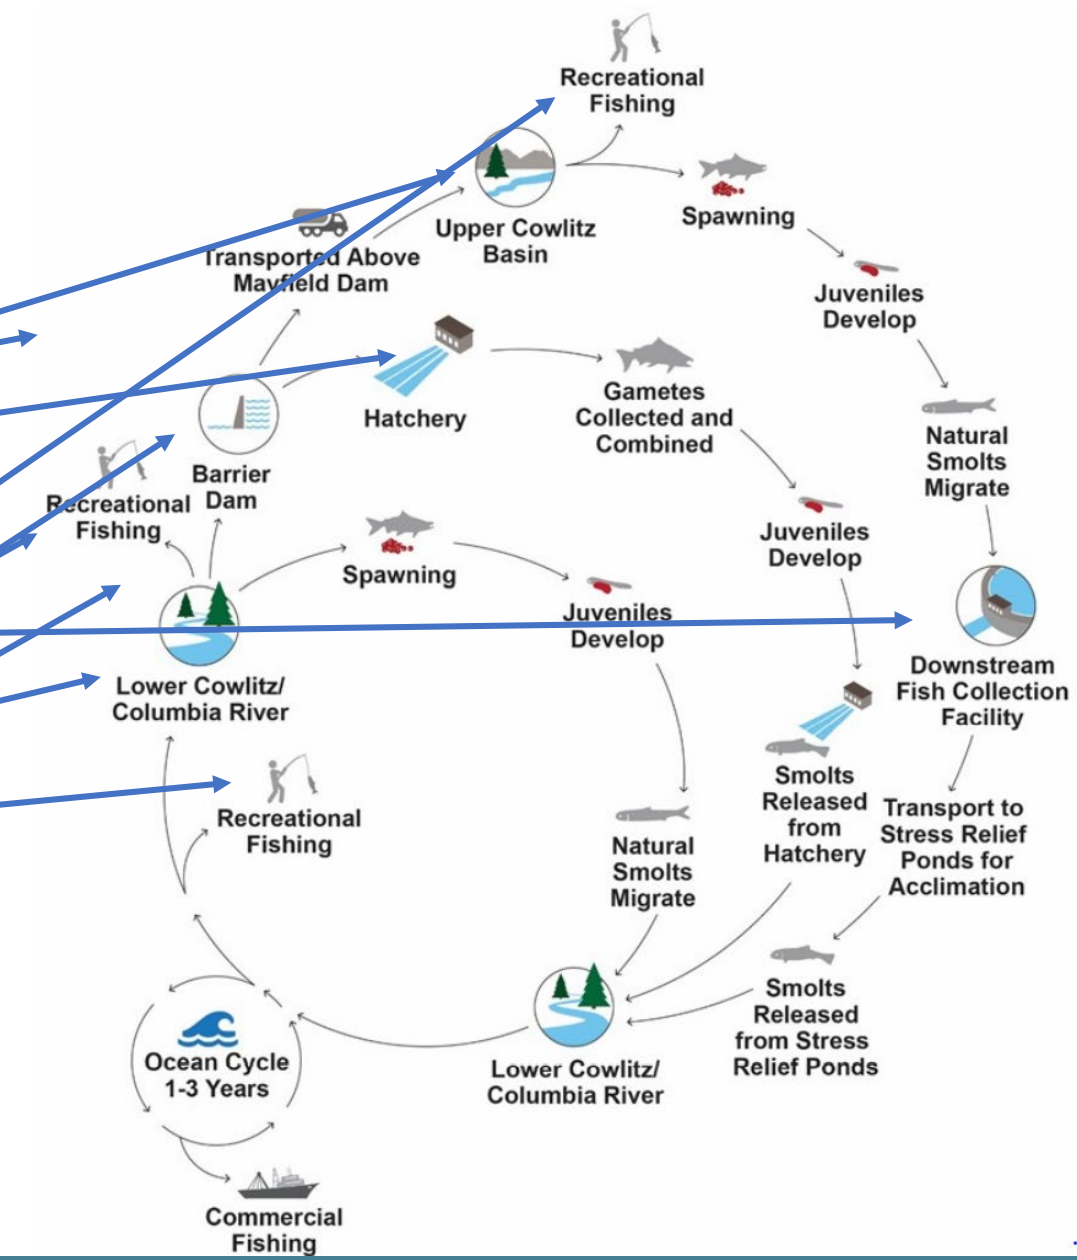 Recreational
Fishing
Upper Cowlitz
Basin
Spawning
Transported Above
Mayfield Dam
Juveniles
Develop
Hatchery
Gametes
Collected and
Combined
Natural
Smolts
Migrate
Barrier
Dam
Recreational
Fishing
Spawning
Juveniles
Develop
Juveniles
Develop
Lower Cowlitz/
Columbia River
Downstream
Fish Collection
Facility
Recreational
Fishing
Smolts
Released
from
Hatchery
Transport to
Stress Relief
Ponds for
Acclimation
Natural
Smolts
Migrate
Smolts
Released
from Stress
Relief Ponds
Ocean Cycle
1-3 Years
Lower Cowlitz/
Columbia River
Commercial
Fishing